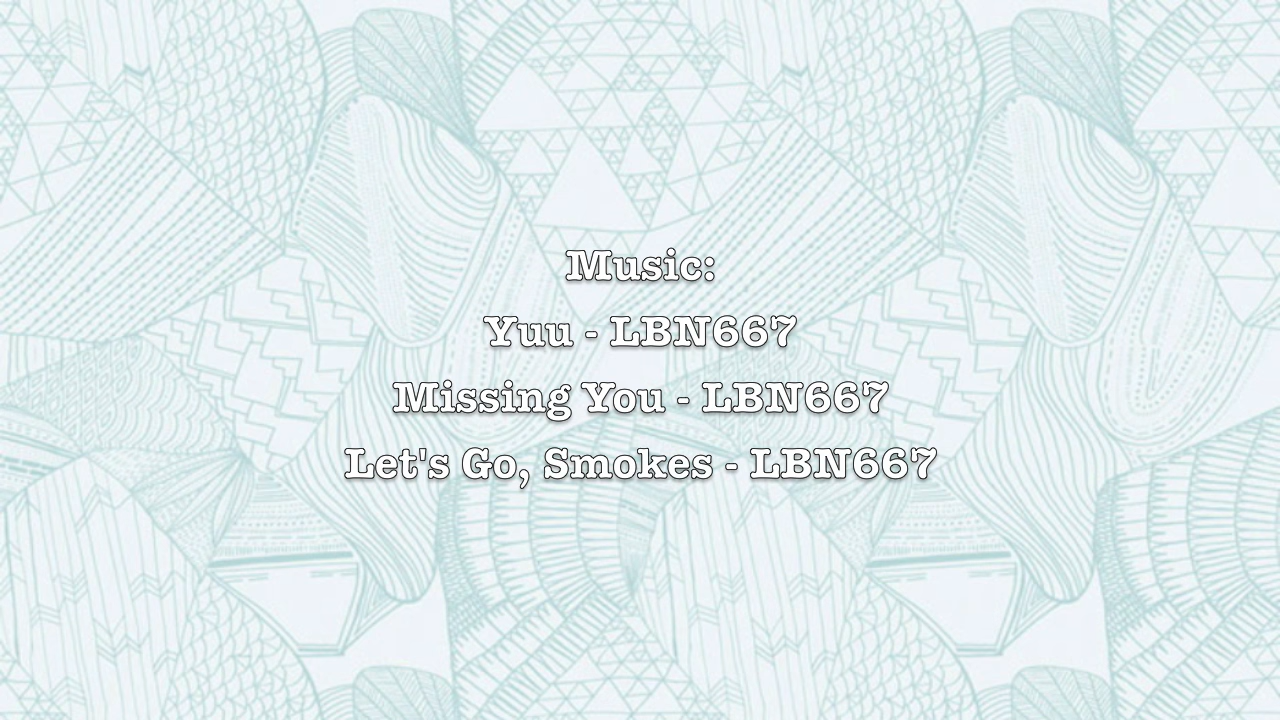 Music:
Yuu - LBN667
Missing You - LBN667
Let's Go, Smokes - LBN667